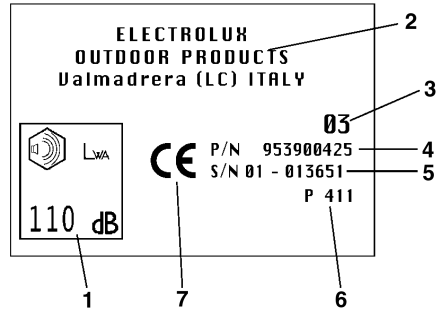 ELECTROLUX
OUTDOOR PRODUCTS
Valmadrera (LC) ITALY
2
03
3
LWA
CE
P/N 953900425
4
S/N 01 - 013651
5
P 411
110 dB
1
7
6